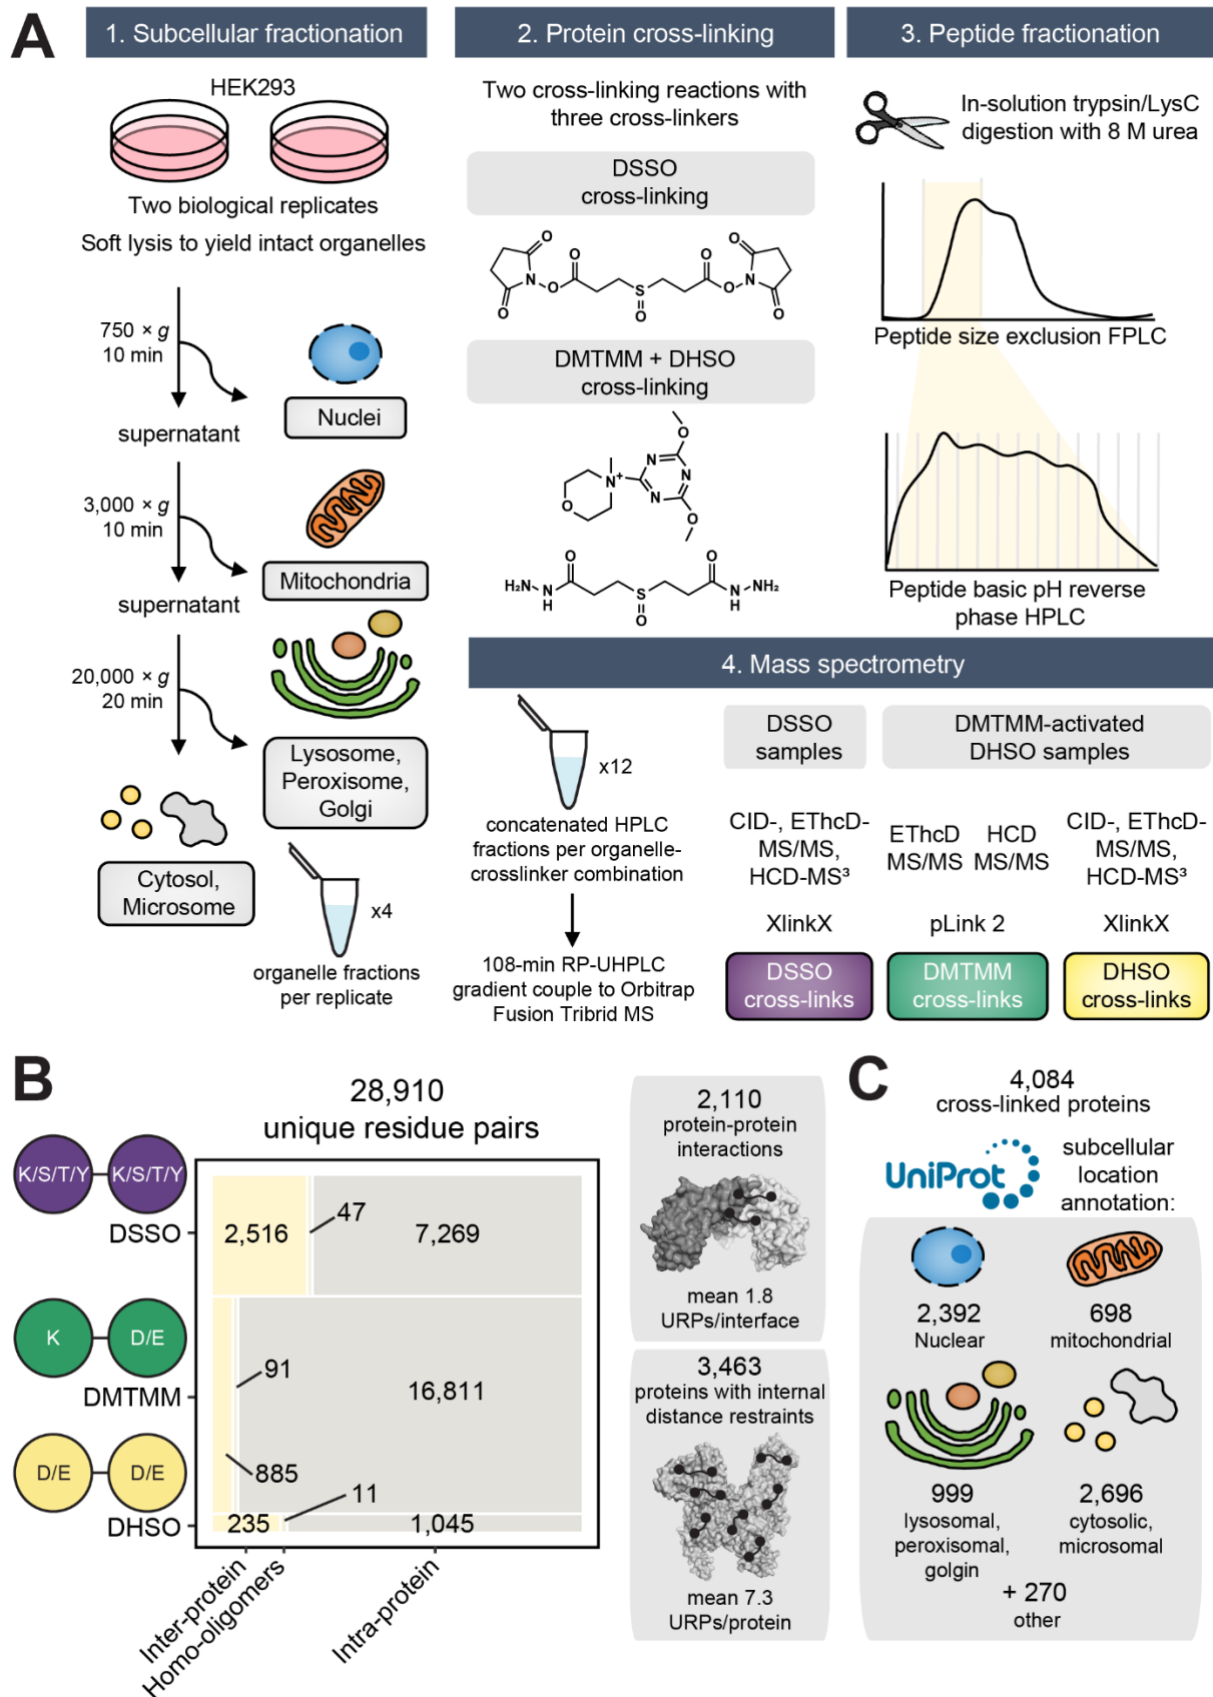 A
1. Subcellular fractionation
HEK293
Two biological replicates
Soft lysis to yield intact organelles
750 × g
10 min
Nuclei
supernatant
3,000 × g
10 min
Mitochondria
supernatant
20,000 × g
20 min
Lysosome,
Peroxisome,
Golgi
Cytosol,
Microsome
x4
organelle fractions
per replicate
2. Protein cross-linking
Two cross-linking reactions with
three cross-linkers
DSSO
cross-linking
O
O
O
O
N
O
S
O
N
O
O
O
DMTMM + DHSO
cross-linking
O
N
N+
N
N
O
O
O
O
H₂N
N
H
S
O
N
H
NH₂
3. Peptide fractionation
In-solution trypsin/LysC
digestion with 8 M urea
Peptide size exclusion FPLC
Peptide basic pH reverse
phase HPLC
4. Mass spectrometry
x12
concatenated HPLC
fractions per organelle-
crosslinker combination
108-min RP-UHPLC
gradient couple to Orbitrap
Fusion Tribrid MS
DSSO
samples
DMTMM-activated
DHSO samples
CID-, EThcD-
MS/MS,
HCD-MS³
EThcD
MS/MS
HCD
MS/MS
CID-, EThcD-
MS/MS,
HCD-MS³
XlinkX
pLink 2
XlinkX
DSSO
cross-links
DMTMM
cross-links
DHSO
cross-links
B
28,910
unique residue pairs
K/S/T/Y
K/S/T/Y
DSSO
2,516
47
7,269
K
D/E
DMTMM
91
16,811
885
D/E
D/E
DHSO
235
11
1,045
Inter-protein
Homo-oligomers
Intra-protein
2,110
protein-protein
interactions
mean 1.8
URPs/interface
3,463
proteins with internal
distance restraints
mean 7.3
URPs/protein
C
4,084
cross-linked proteins
UniProt
subcellular
location
annotation:
2,392
Nuclear
698
mitochondrial
999
lysosomal,
peroxisomal,
golgin
2,696
cytosolic,
microsomal
+ 270
other